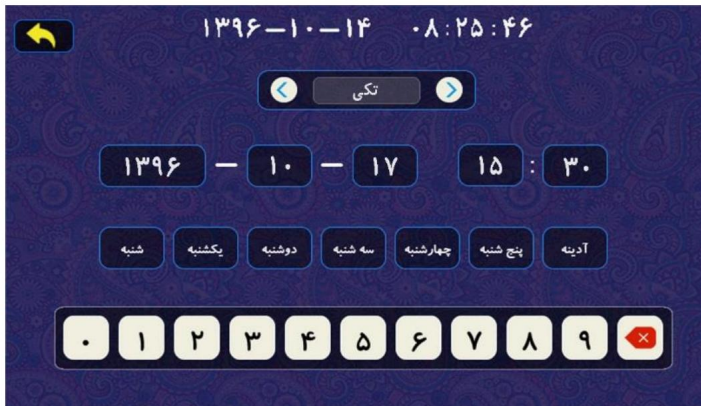 ۱۳۹۶-۱۰-۱۴ ۰۸:۲۵:۴۶
تکی
۱۳۹۶ - ۱۰ - ۱۷ ۱۵ : ۳۰
شنبه یکشنبه دوشنبه سه شنبه چهارشنبه پنج شنبه آدینه
۰ ۱ ۲ ۳ ۴ ۵ ۶ ۷ ۸ ۹